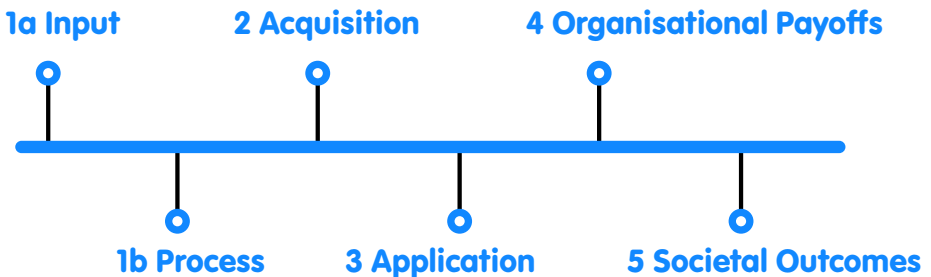 1a Input
2 Acquisition
4 Organisational Payoffs
1b Process
3 Application
5 Societal Outcomes